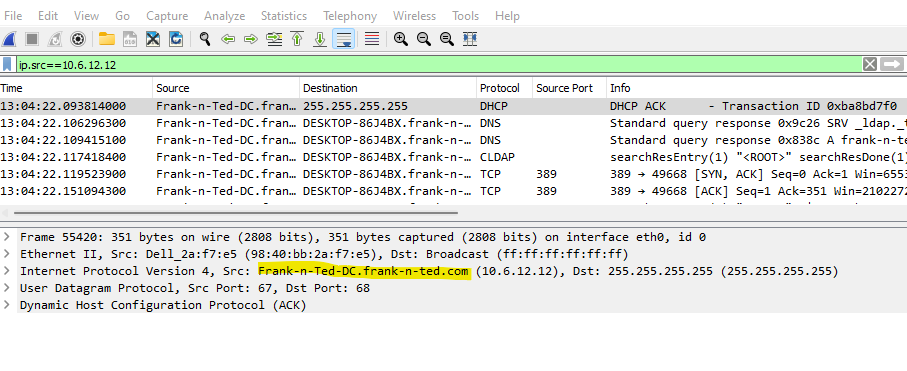 File Edit View Go Capture Analyze Statistics Telephony Wireless Tools Help
ip.src==10.6.12.12
Time Source Destination Protocol Source Port Info
13:04:22.093814000 Frank-n-Ted-DC.fran… 255.255.255.255 DHCP DHCP ACK - Transaction ID 0xba8bd7f0
13:04:22.106296300 Frank-n-Ted-DC.fran… DESKTOP-86J4BX.frank-n-… DNS Standard query response 0x9c26 SRV _ldap._t
13:04:22.109415100 Frank-n-Ted-DC.fran… DESKTOP-86J4BX.frank-n-… DNS Standard query response 0x838c A frank-n-te
13:04:22.117418400 Frank-n-Ted-DC.fran… DESKTOP-86J4BX.frank-n-… CLDAP searchResEntry(1) "<ROOT>" searchResDone(1)
13:04:22.119523900 Frank-n-Ted-DC.fran… DESKTOP-86J4BX.frank-n-… TCP 389 389 → 49668 [SYN, ACK] Seq=0 Ack=1 Win=6553
13:04:22.151094300 Frank-n-Ted-DC.fran… DESKTOP-86J4BX.frank-n-… TCP 389 389 → 49668 [ACK] Seq=1 Ack=351 Win=2102272
Frame 55420: 351 bytes on wire (2808 bits), 351 bytes captured (2808 bits) on interface eth0, id 0
Ethernet II, Src: Dell_2a:f7:e5 (98:40:bb:2a:f7:e5), Dst: Broadcast (ff:ff:ff:ff:ff:ff)
Internet Protocol Version 4, Src: Frank-n-Ted-DC.frank-n-ted.com (10.6.12.12), Dst: 255.255.255.255 (255.255.255.255)
User Datagram Protocol, Src Port: 67, Dst Port: 68
Dynamic Host Configuration Protocol (ACK)